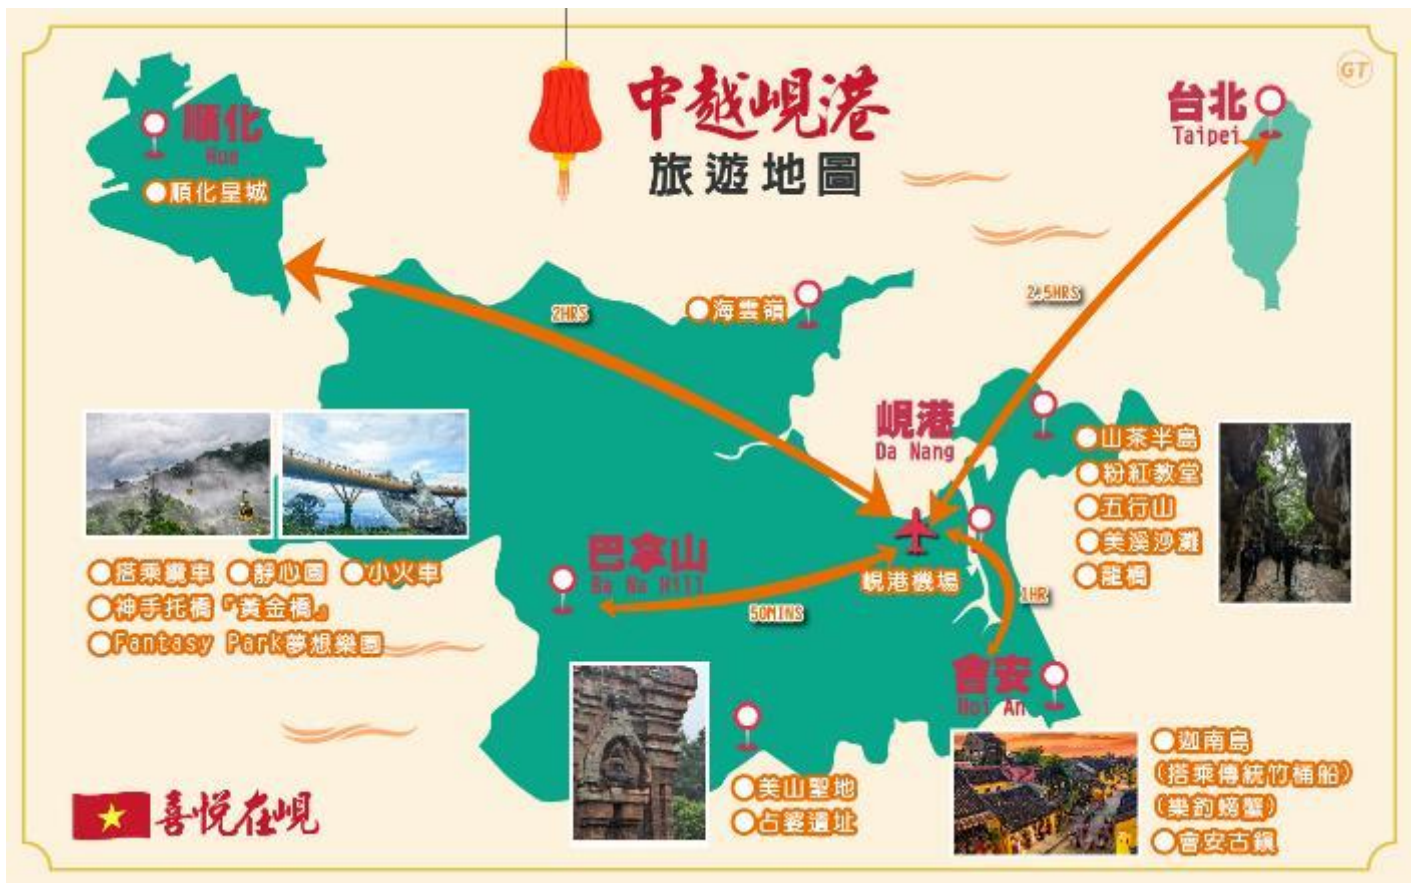 中越峴港
旅遊地圖
GT
台北
Taipei
順化
Hue
順化皇城
2HRS
2.5HRS
海雲嶺
峴港
Da Nang
山茶半島
粉紅教堂
五行山
美溪沙灘
龍橋
峴港機場
巴拿山
Ba Na Hill
50MINS
1HR
搭乘纜車 靜心園 小火車
神手托橋『黃金橋』
Fantasy Park夢想樂園
會安
Hoi An
美山聖地
占婆遺址
迦南島
(搭乘傳統竹桶船)
(樂釣螃蟹)
會安古鎮
喜悅在峴